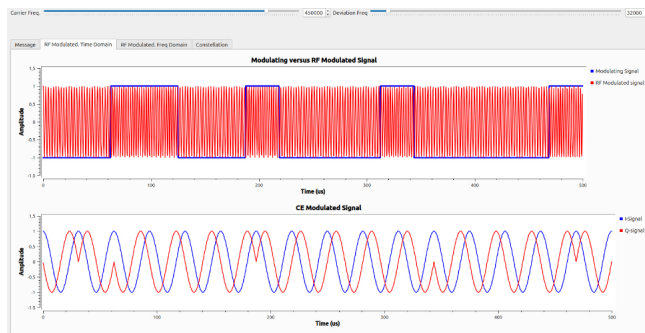 Carrier Freq. 450000 Deviation Freq 32000
Message RF Modulated: Time Domain RF Modulated: Freq Domain Constellation
Modulating versus RF Modulated Signal
Modulating Signal
RF Modulated signal
Amplitude
1.5
1
0.5
0
-0.5
-1
-1.5
0 100 200 300 400 500
Time (us)
CE Modulated Signal
I-signal
Q-signal
Amplitude
1.5
1
0.5
0
-0.5
-1
-1.5
0 100 200 300 400 500
Time (us)